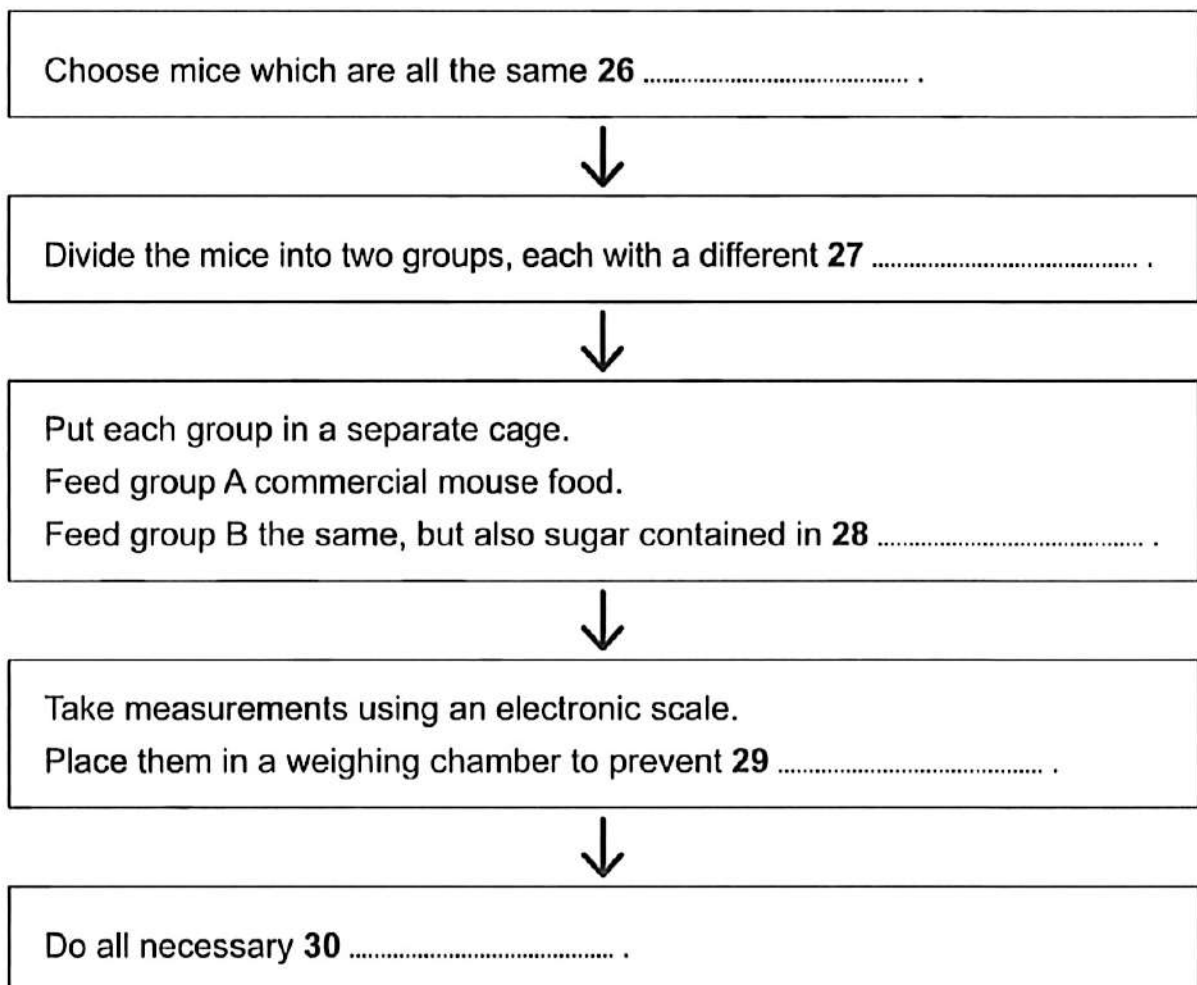 Choose mice which are all the same 26 ........................................ .
Divide the mice into two groups, each with a different 27 ........................................ .
Put each group in a separate cage.
Feed group A commercial mouse food.
Feed group B the same, but also sugar contained in 28 ........................................ .
Take measurements using an electronic scale.
Place them in a weighing chamber to prevent 29 ........................................ .
Do all necessary 30 ........................................ .